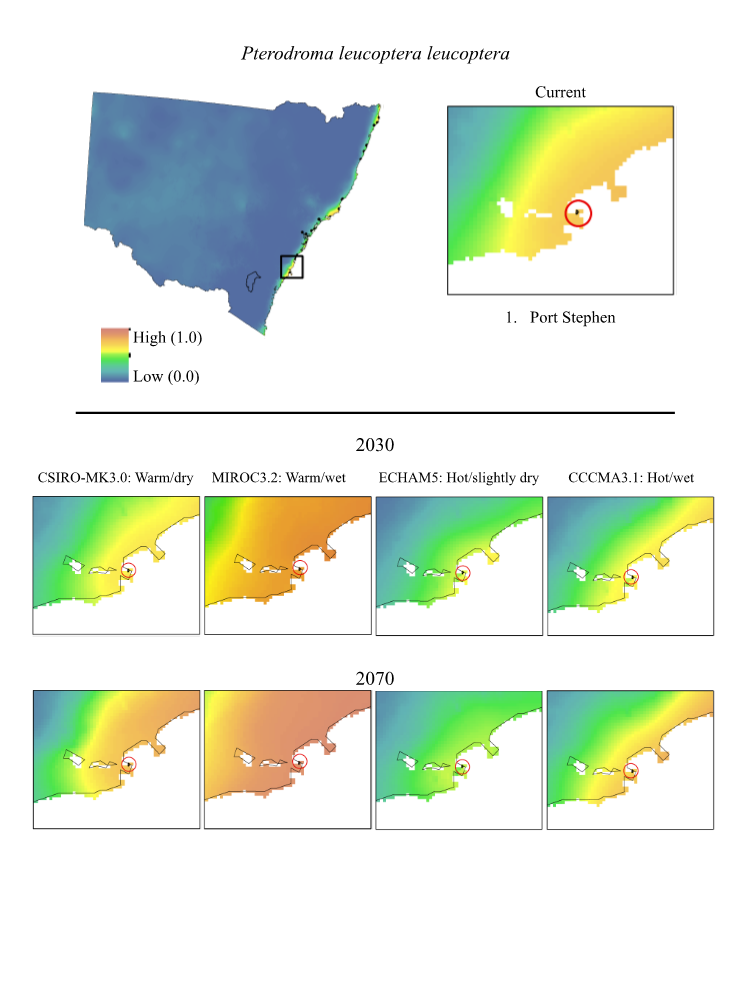 Pterodroma leucoptera leucoptera
Current
1. Port Stephen
High (1.0)
Low (0.0)
2030
CSIRO-MK3.0: Warm/dry
MIROC3.2: Warm/wet
ECHAM5: Hot/slightly dry
CCCMA3.1: Hot/wet
2070